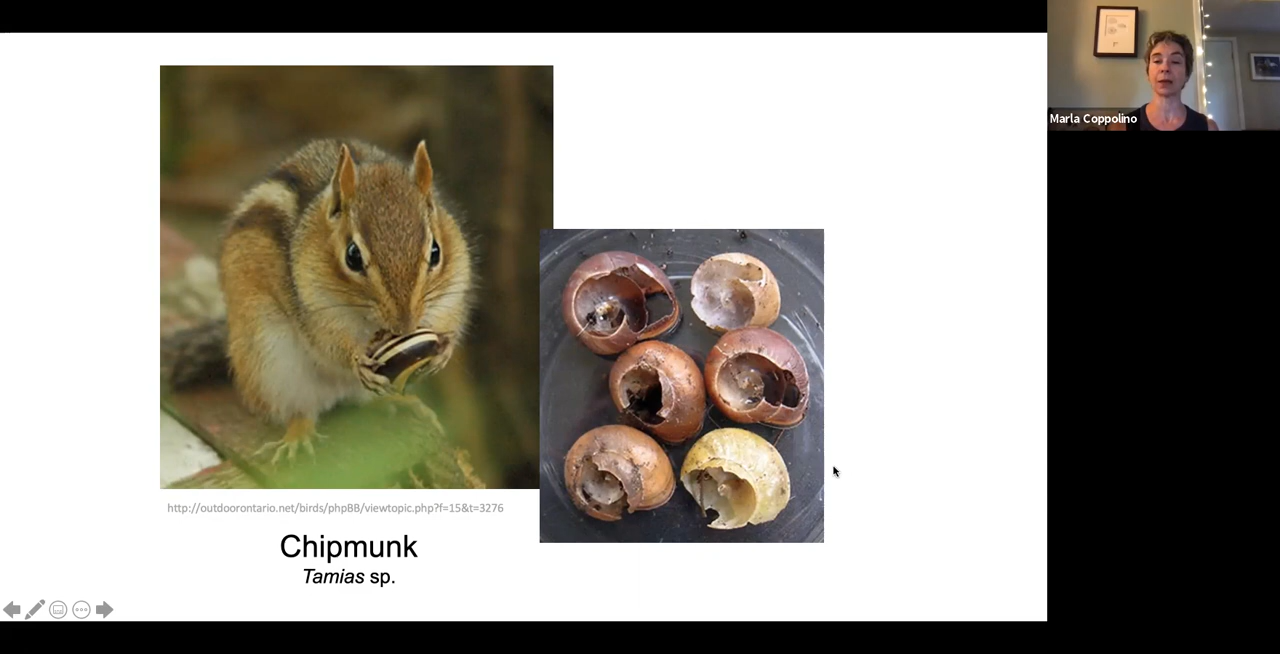 Marla Coppolino
http://outdoorontario.net/birds/phpBB/viewtopic.php?f=15&t=3276
Chipmunk
Tamias sp.